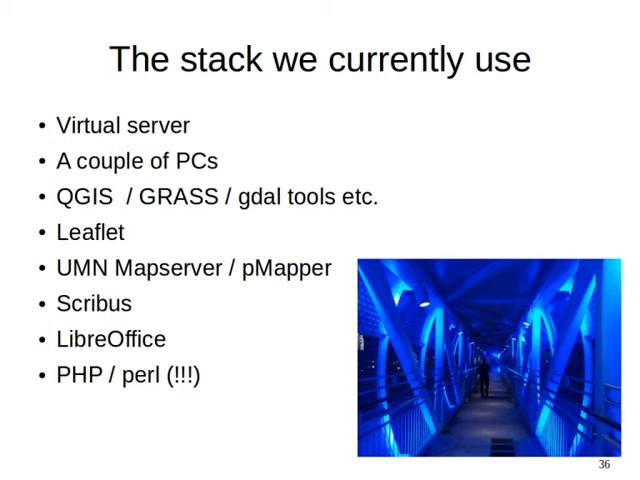 The stack we currently use
• Virtual server
• A couple of PCs
• QGIS / GRASS / gdal tools etc.
• Leaflet
• UMN Mapserver / pMapper
• Scribus
• LibreOffice
• PHP / perl (!!!)
36